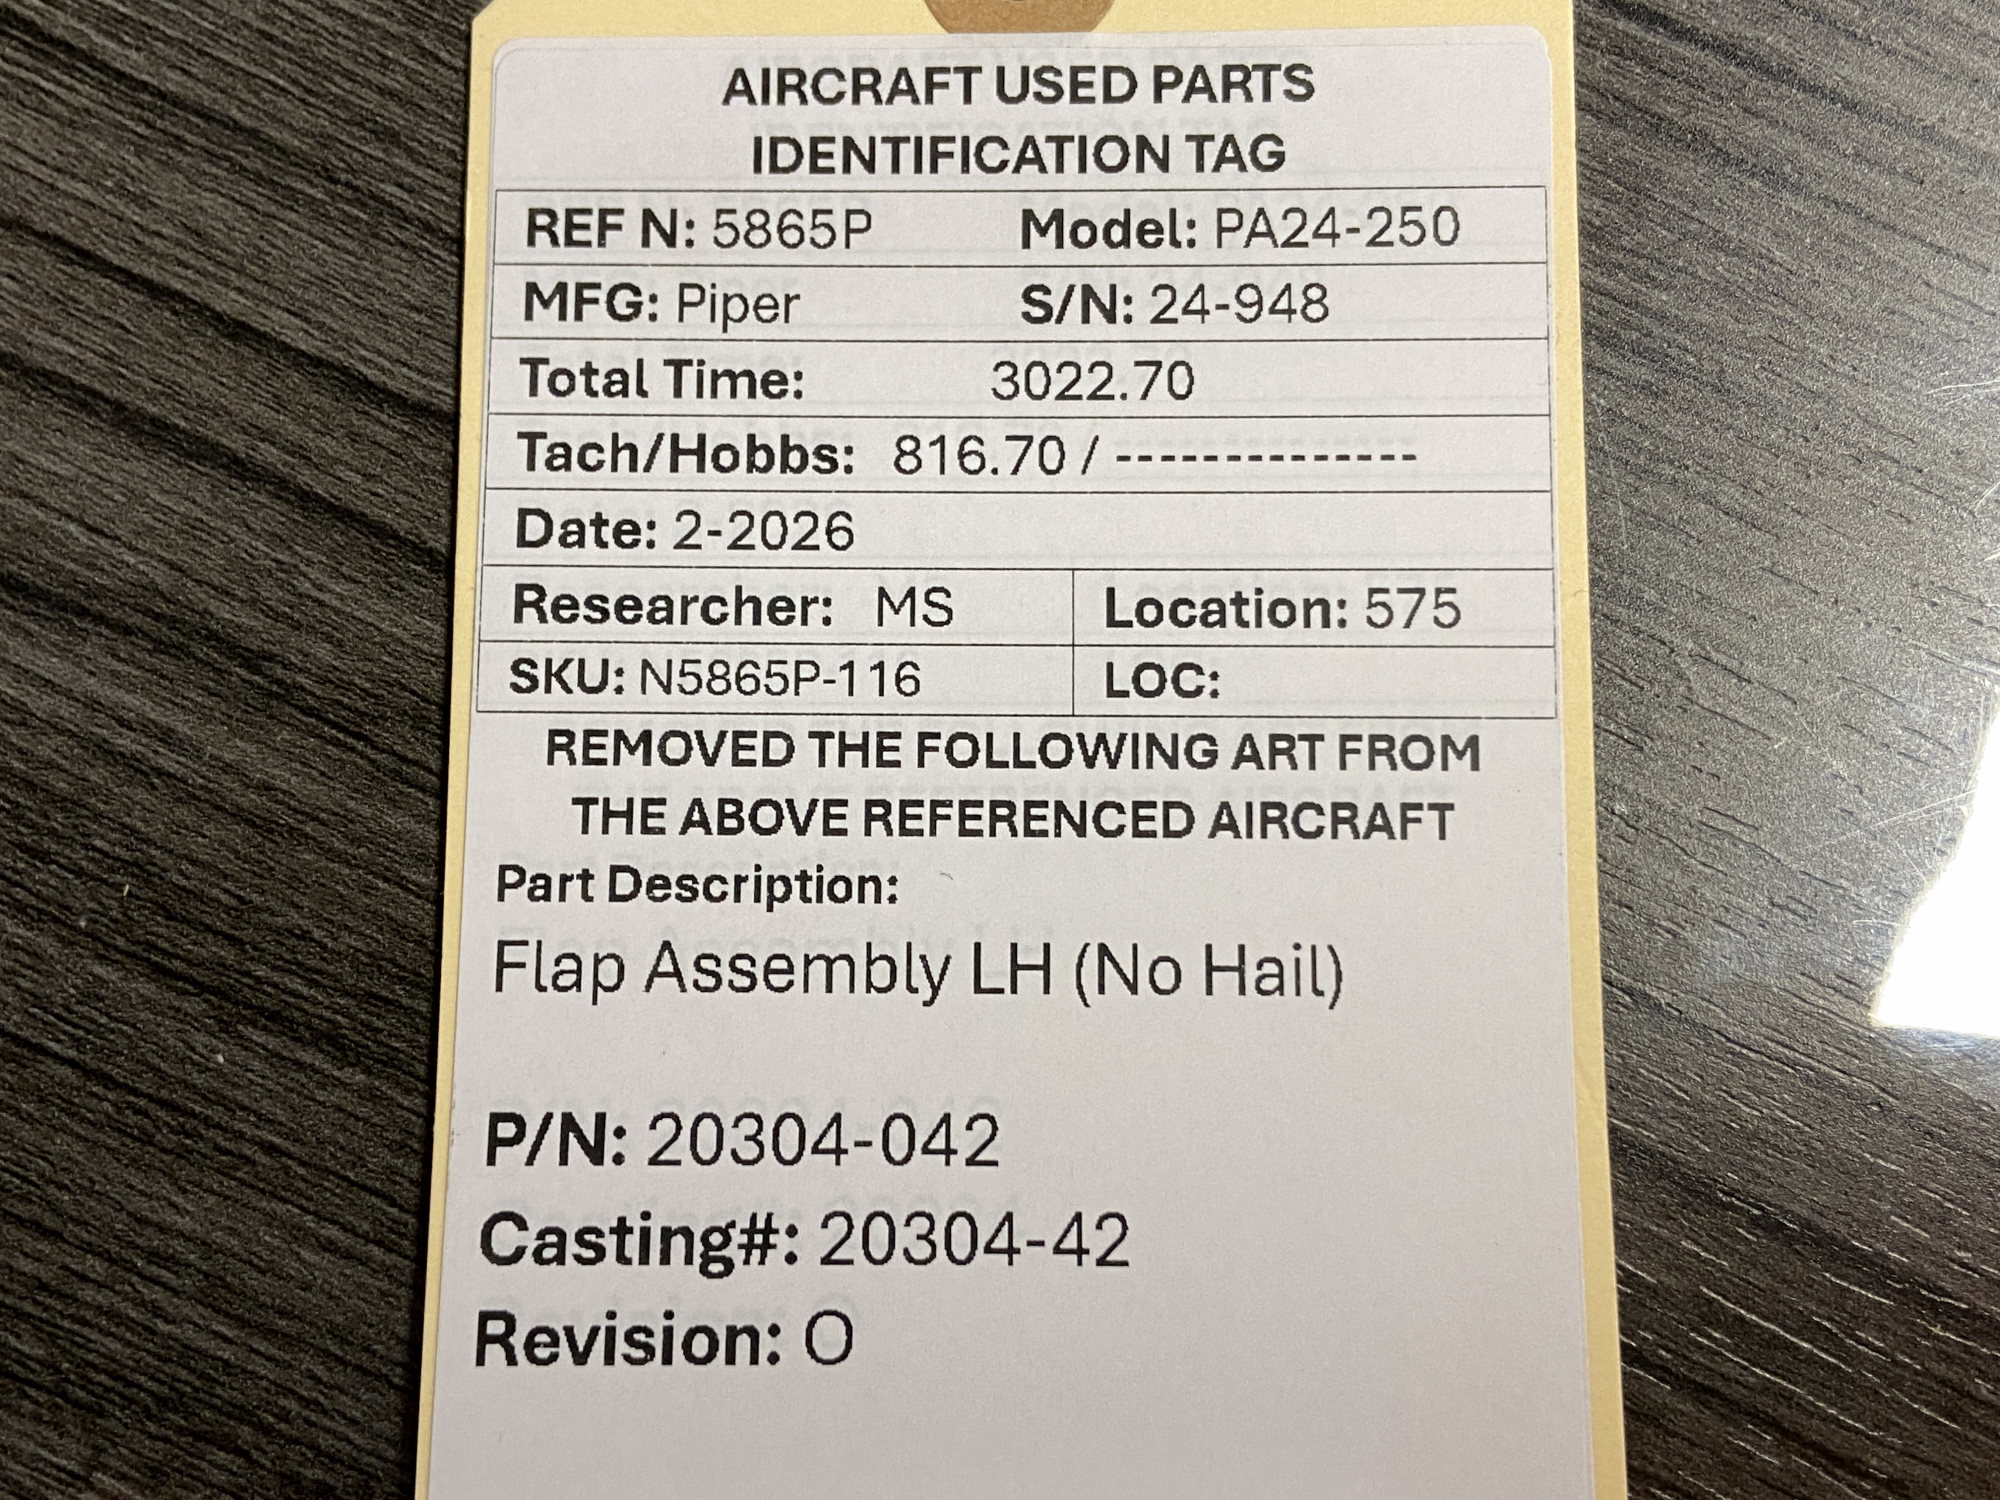 AIRCRAFT USED PARTS
IDENTIFICATION TAG
REF N: 5865P Model: PA24-250
MFG: Piper S/N: 24-948
Total Time: 3022.70
Tach/Hobbs: 816.70 / --------------
Date: 2-2026
Researcher: MS Location: 575
SKU: N5865P-116 LOC:
REMOVED THE FOLLOWING ART FROM
THE ABOVE REFERENCED AIRCRAFT
Part Description:
Flap Assembly LH (No Hail)
P/N: 20304-042
Casting#: 20304-42
Revision: O